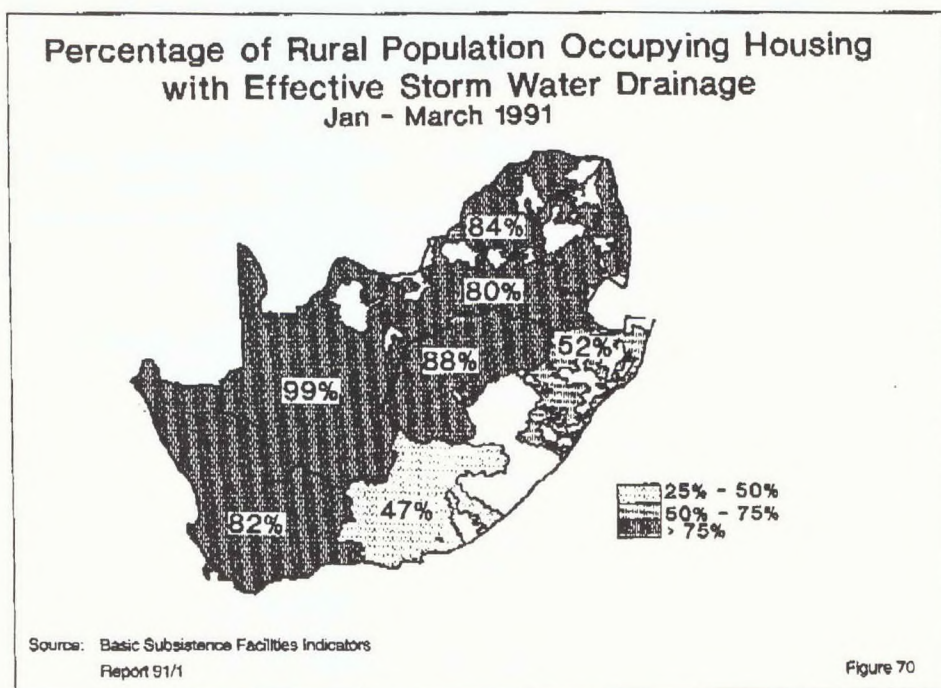 Percentage of Rural Population Occupying Housing
with Effective Storm Water Drainage
Jan - March 1991
84%
80%
52%
88%
99%
47%
82%
25% - 50%
50% - 75%
> 75%
Source: Basic Subsistence Facilities Indicators
Report 91/1
Figure 70